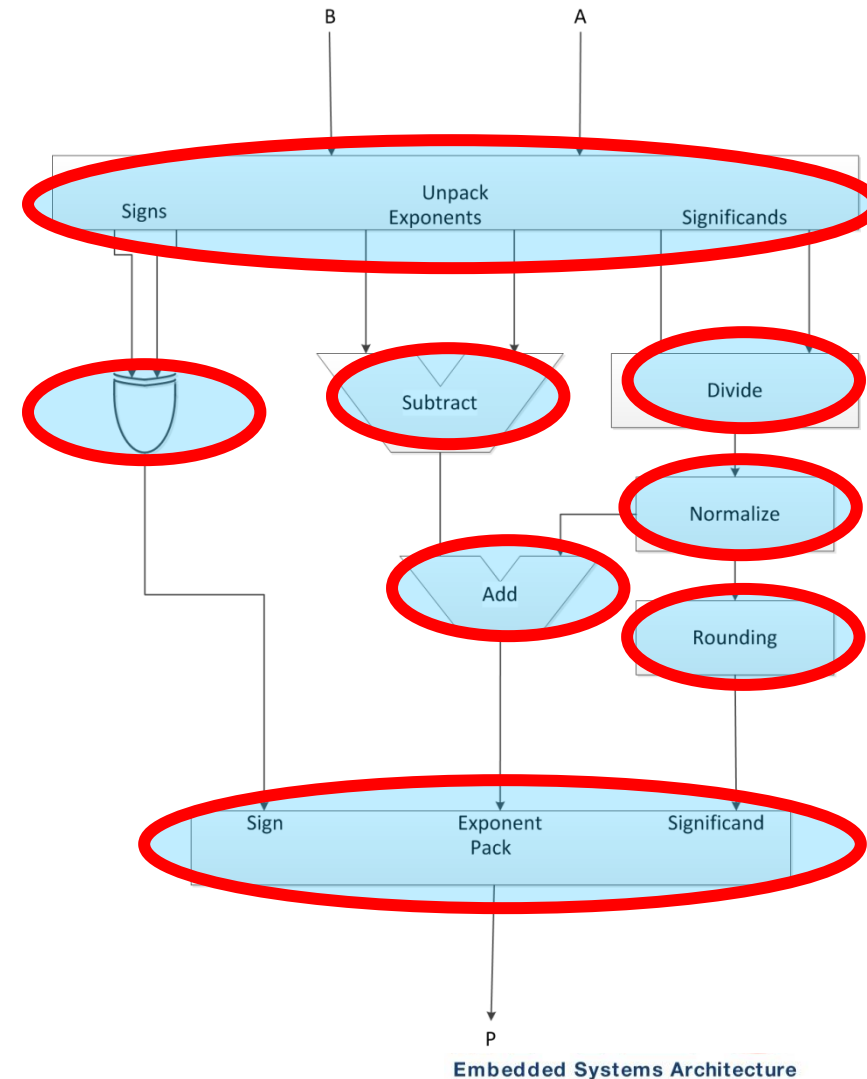 B A
Unpack
Signs Exponents Significands
Subtract Divide
Normalize
Add
Rounding
Sign Exponent Significand
Pack
P
Embedded Systems Architecture